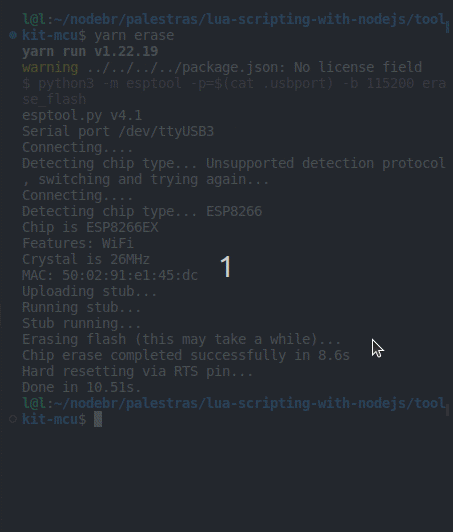 l@l:~/nodebr/palestras/lua-scripting-with-nodejs/tool
kit-mcu$ yarn erase
yarn run v1.22.19
warning ../../../../package.json: No license field
$ python3 -m esptool -p=$(cat .usbport) -b 115200 era
se_flash
esptool.py v4.1
Serial port /dev/ttyUSB3
Connecting....
Detecting chip type... Unsupported detection protocol
, switching and trying again...
Connecting....
Detecting chip type... ESP8266
Chip is ESP8266EX
Features: WiFi
Crystal is 26MHz
1
MAC: 50:02:91:e1:45:dc
Uploading stub...
Running stub...
Stub running...
Erasing flash (this may take a while)...
Chip erase completed successfully in 8.6s
Hard resetting via RTS pin...
Done in 10.51s.
l@l:~/nodebr/palestras/lua-scripting-with-nodejs/tool
kit-mcu$